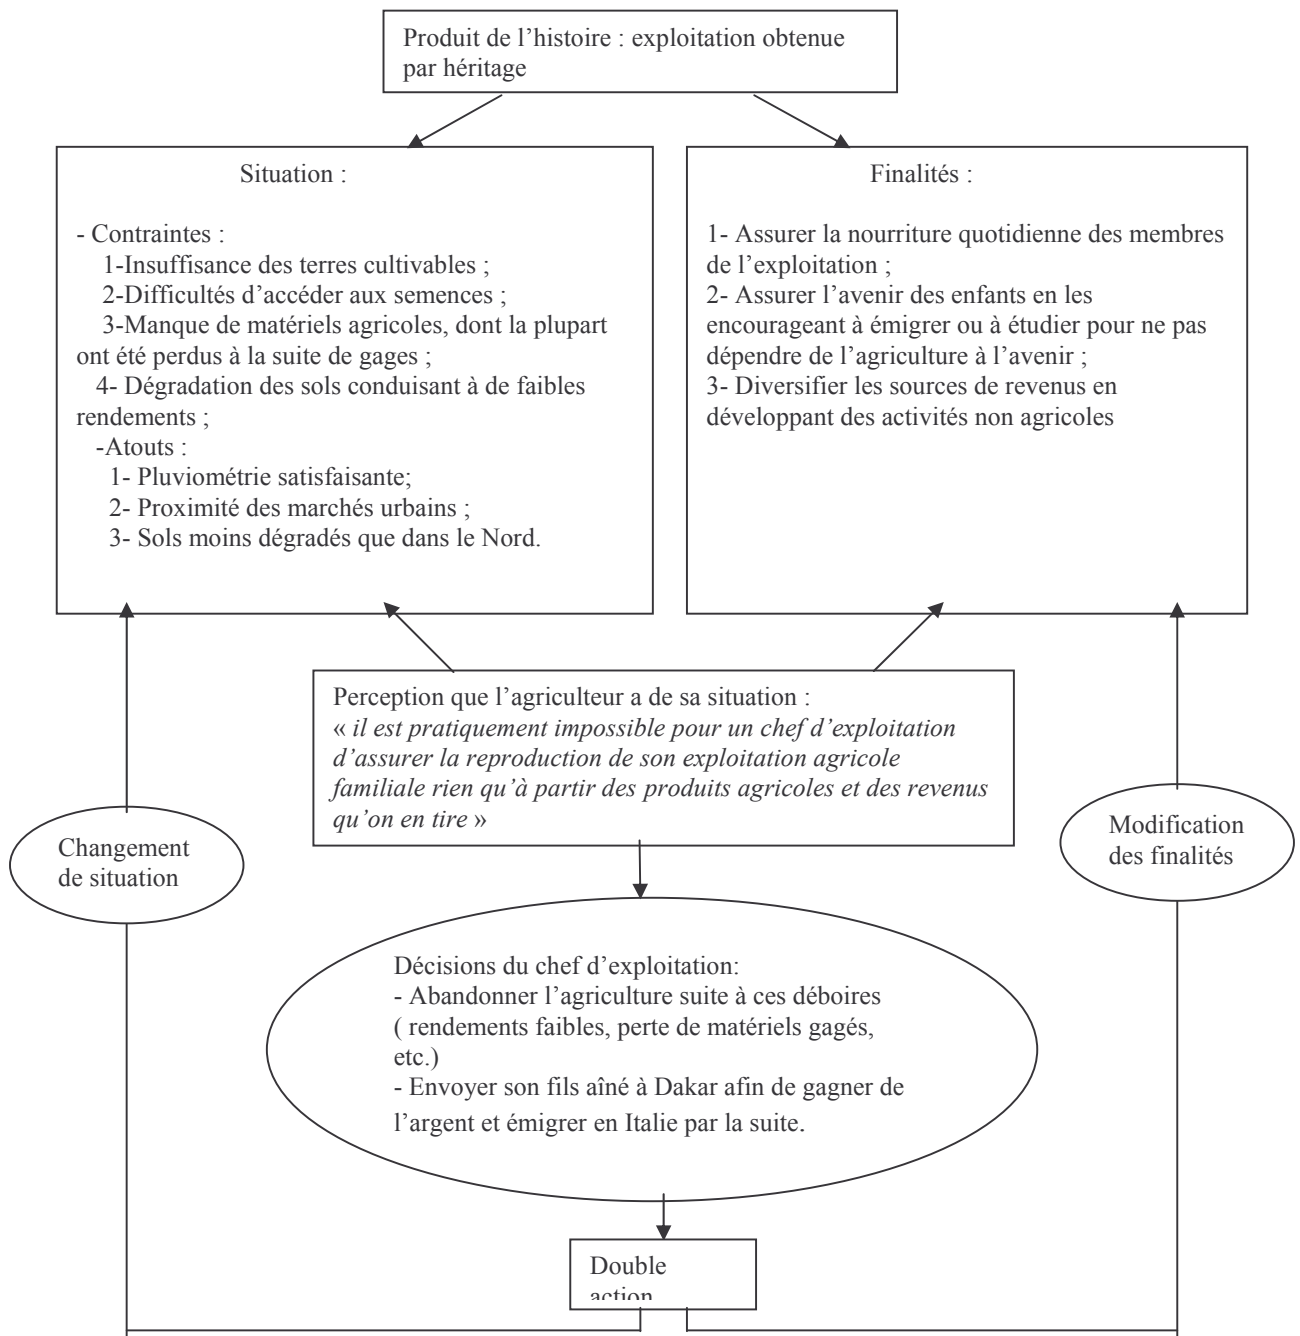 Produit de l’histoire : exploitation obtenue
par héritage
Situation :
- Contraintes :
1-Insuffisance des terres cultivables ;
2-Difficultés d’accéder aux semences ;
3-Manque de matériels agricoles, dont la plupart
ont été perdus à la suite de gages ;
4- Dégradation des sols conduisant à de faibles
rendements ;
-Atouts :
1- Pluviométrie satisfaisante;
2- Proximité des marchés urbains ;
3- Sols moins dégradés que dans le Nord.
Finalités :
1- Assurer la nourriture quotidienne des membres
de l’exploitation ;
2- Assurer l’avenir des enfants en les
encourageant à émigrer ou à étudier pour ne pas
dépendre de l’agriculture à l’avenir ;
3- Diversifier les sources de revenus en
développant des activités non agricoles
Perception que l’agriculteur a de sa situation :
« il est pratiquement impossible pour un chef d’exploitation
d’assurer la reproduction de son exploitation agricole
familiale rien qu’à partir des produits agricoles et des revenus
qu’on en tire »
Changement
de situation
Modification
des finalités
Décisions du chef d’exploitation:
- Abandonner l’agriculture suite à ces déboires
( rendements faibles, perte de matériels gagés,
etc.)
- Envoyer son fils aîné à Dakar afin de gagner de
l’argent et émigrer en Italie par la suite.
Double
action